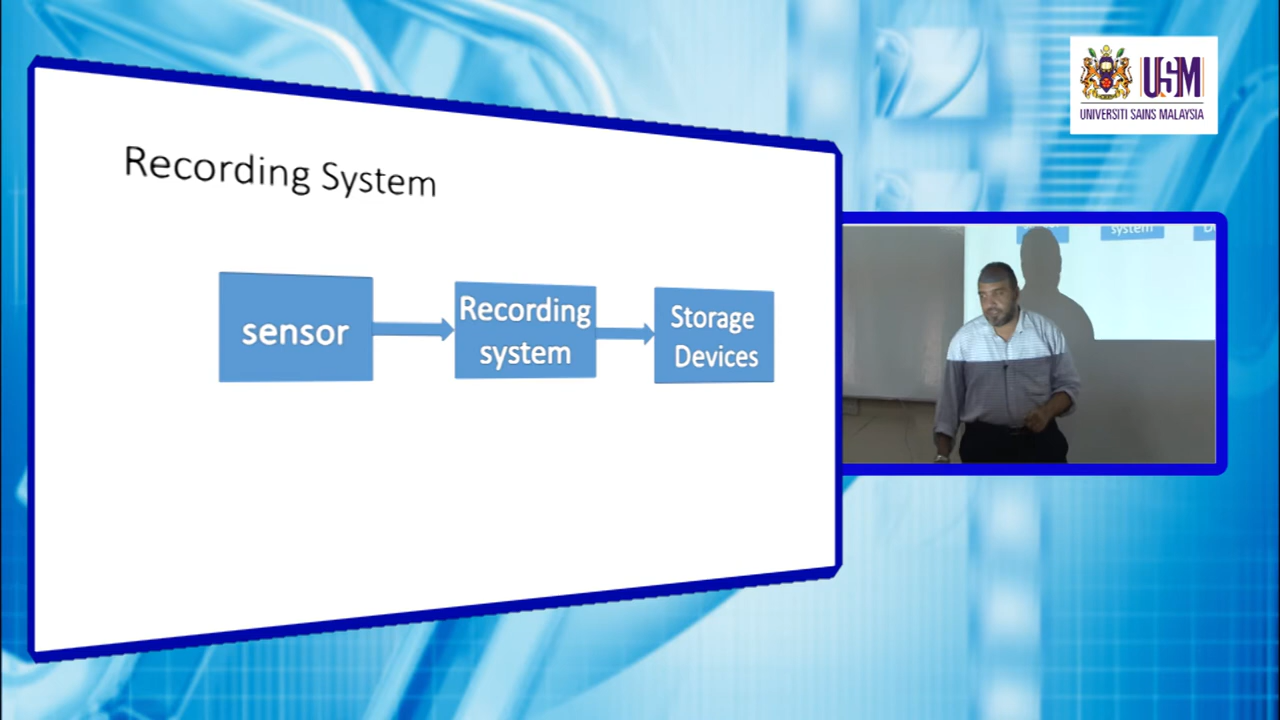 Recording System
sensor
Recording
system
Storage
Devices
USM
UNIVERSITI SAINS MALAYSIA
system